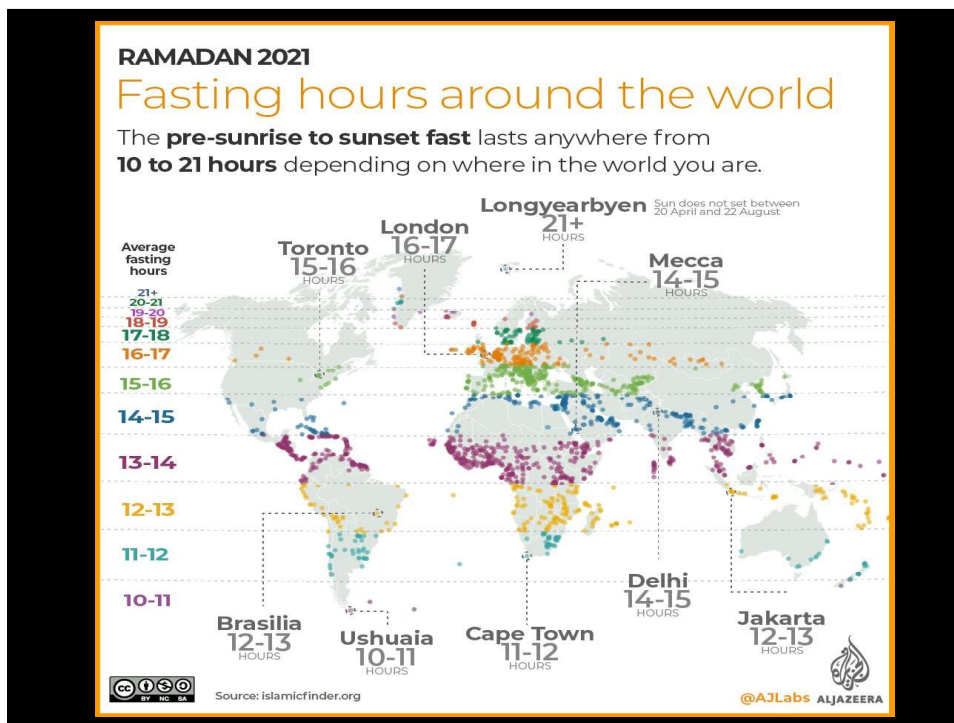 RAMADAN 2021
Fasting hours around the world
The pre-sunrise to sunset fast lasts anywhere from
10 to 21 hours depending on where in the world you are.
Longyearbyen
21+
HOURS
Sun does not set between
20 April and 22 August
London
16-17
HOURS
Toronto
15-16
HOURS
Mecca
14-15
HOURS
Average
fasting
hours
21+
20-21
19-20
18-19
17-18
16-17
15-16
14-15
13-14
12-13
11-12
10-11
Brasilia
12-13
HOURS
Ushuaia
10-11
HOURS
Cape Town
11-12
HOURS
Delhi
14-15
HOURS
Jakarta
12-13
HOURS
cc BY NC SA
Source: islamicfinder.org
@AJLabs
ALJAZEERA